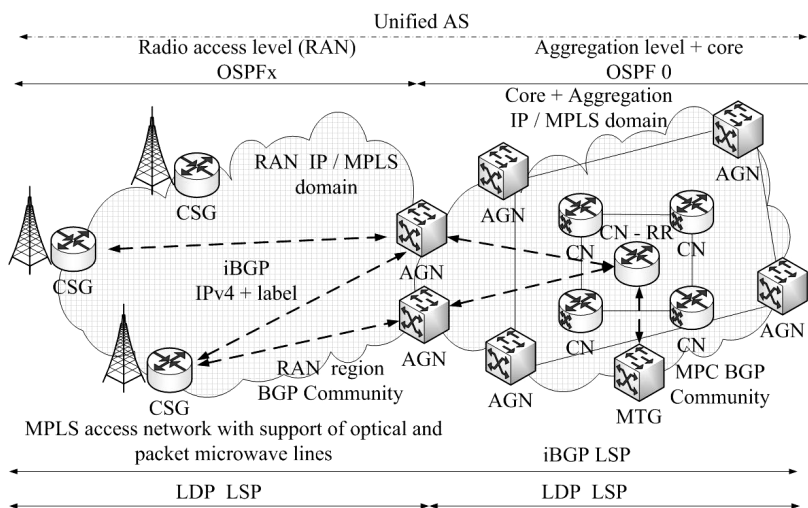 Unified AS
Radio access level (RAN)
OSPFx
Aggregation level + core
OSPF 0
Core + Aggregation
IP / MPLS domain
RAN IP / MPLS
domain
CSG
AGN
AGN
CN - RR
CN
CN
CSG
iBGP
IPv4 + label
AGN
AGN
AGN
CN
CN
RAN region
BGP Community
CSG
AGN
MTG
MPC BGP
Community
MPLS access network with support of optical and
packet microwave lines
iBGP LSP
LDP LSP
LDP LSP